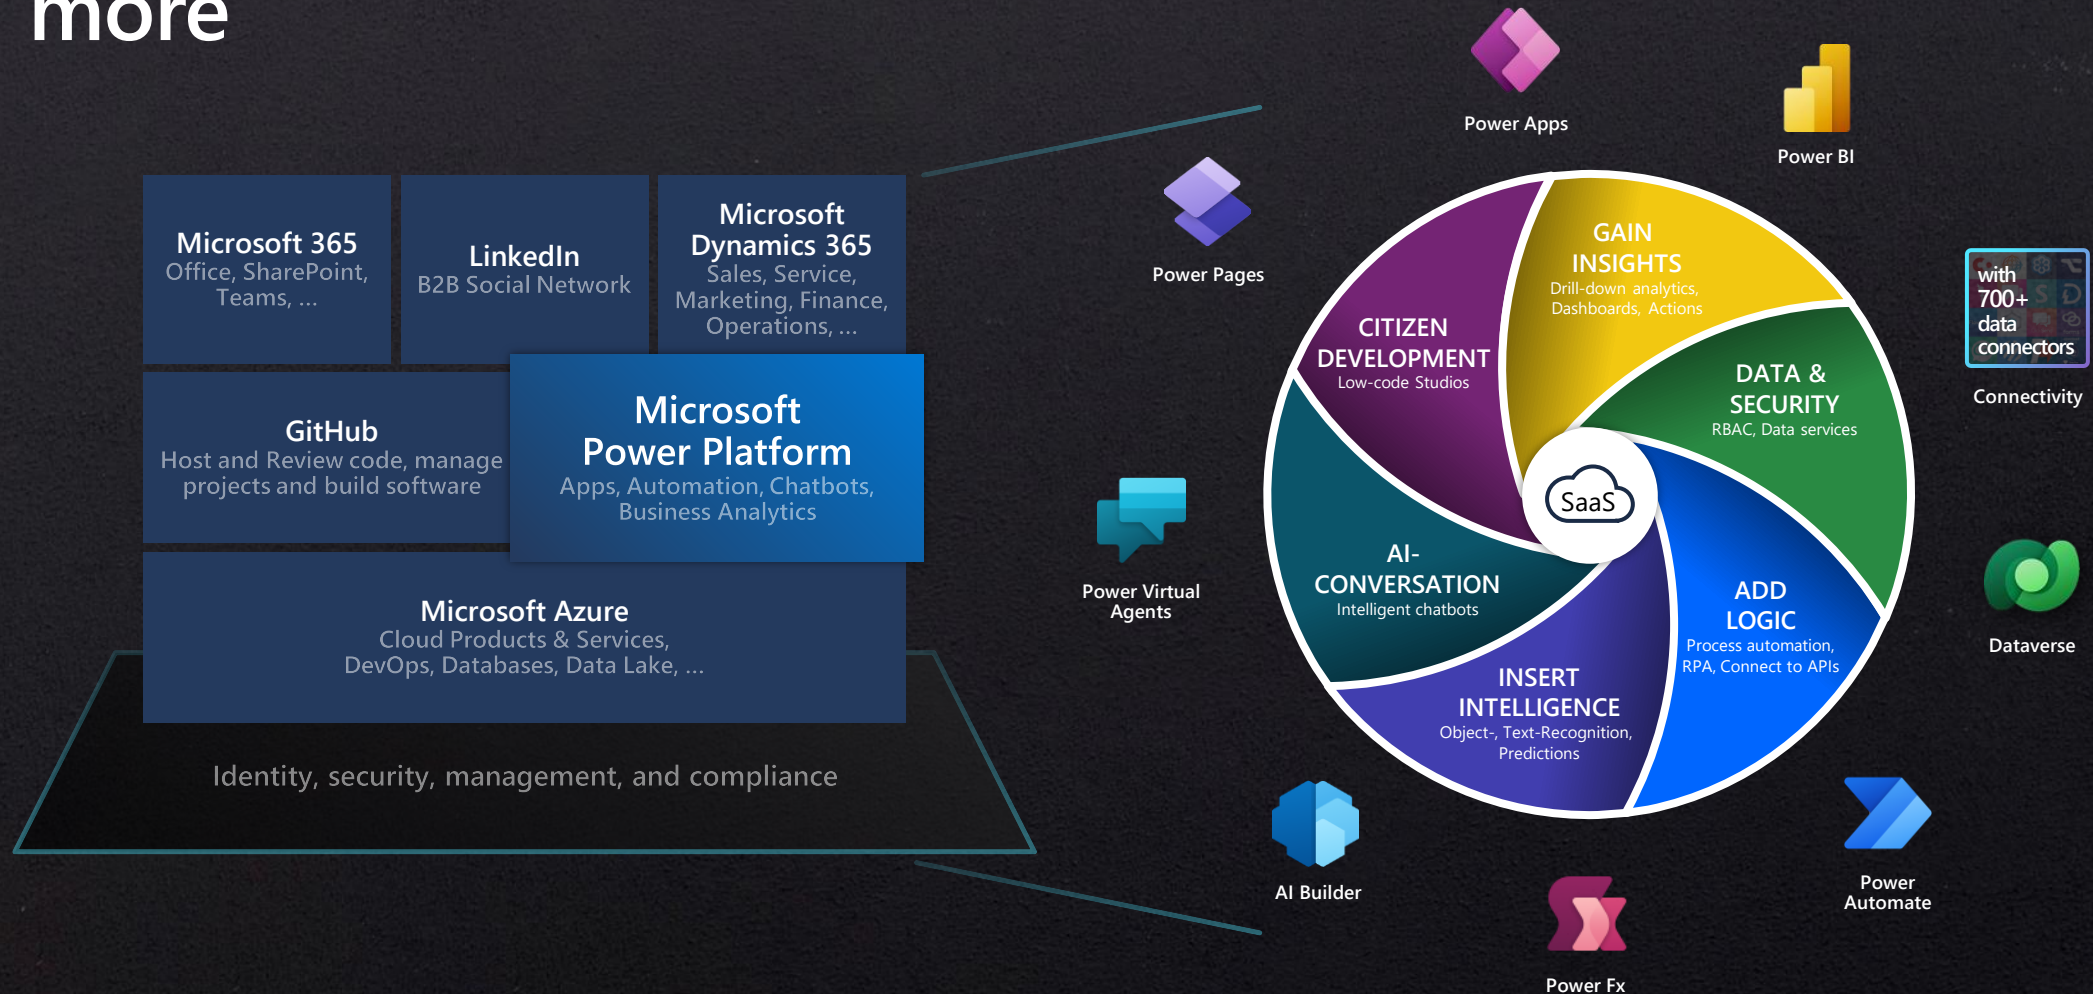 more
Microsoft 365
Office, SharePoint,
Teams, ...
LinkedIn
B2B Social Network
Microsoft
Dynamics 365
Sales, Service,
Marketing, Finance,
Operations, ...
GitHub
Host and Review code, manage
projects and build software
Microsoft
Power Platform
Apps, Automation, Chatbots,
Business Analytics
Microsoft Azure
Cloud Products & Services,
DevOps, Databases, Data Lake, ...
Identity, security, management, and compliance
Power Apps
Power BI
Power Pages
with
700+
data
connectors
Connectivity
Power Virtual
Agents
Dataverse
AI Builder
Power
Automate
Power Fx
GAIN
INSIGHTS
Drill-down analytics,
Dashboards, Actions
CITIZEN
DEVELOPMENT
Low-code Studios
DATA &
SECURITY
RBAC, Data services
SaaS
AI-
CONVERSATION
Intelligent chatbots
ADD
LOGIC
Process automation,
RPA, Connect to APIs
INSERT
INTELLIGENCE
Object-, Text-Recognition,
Predictions